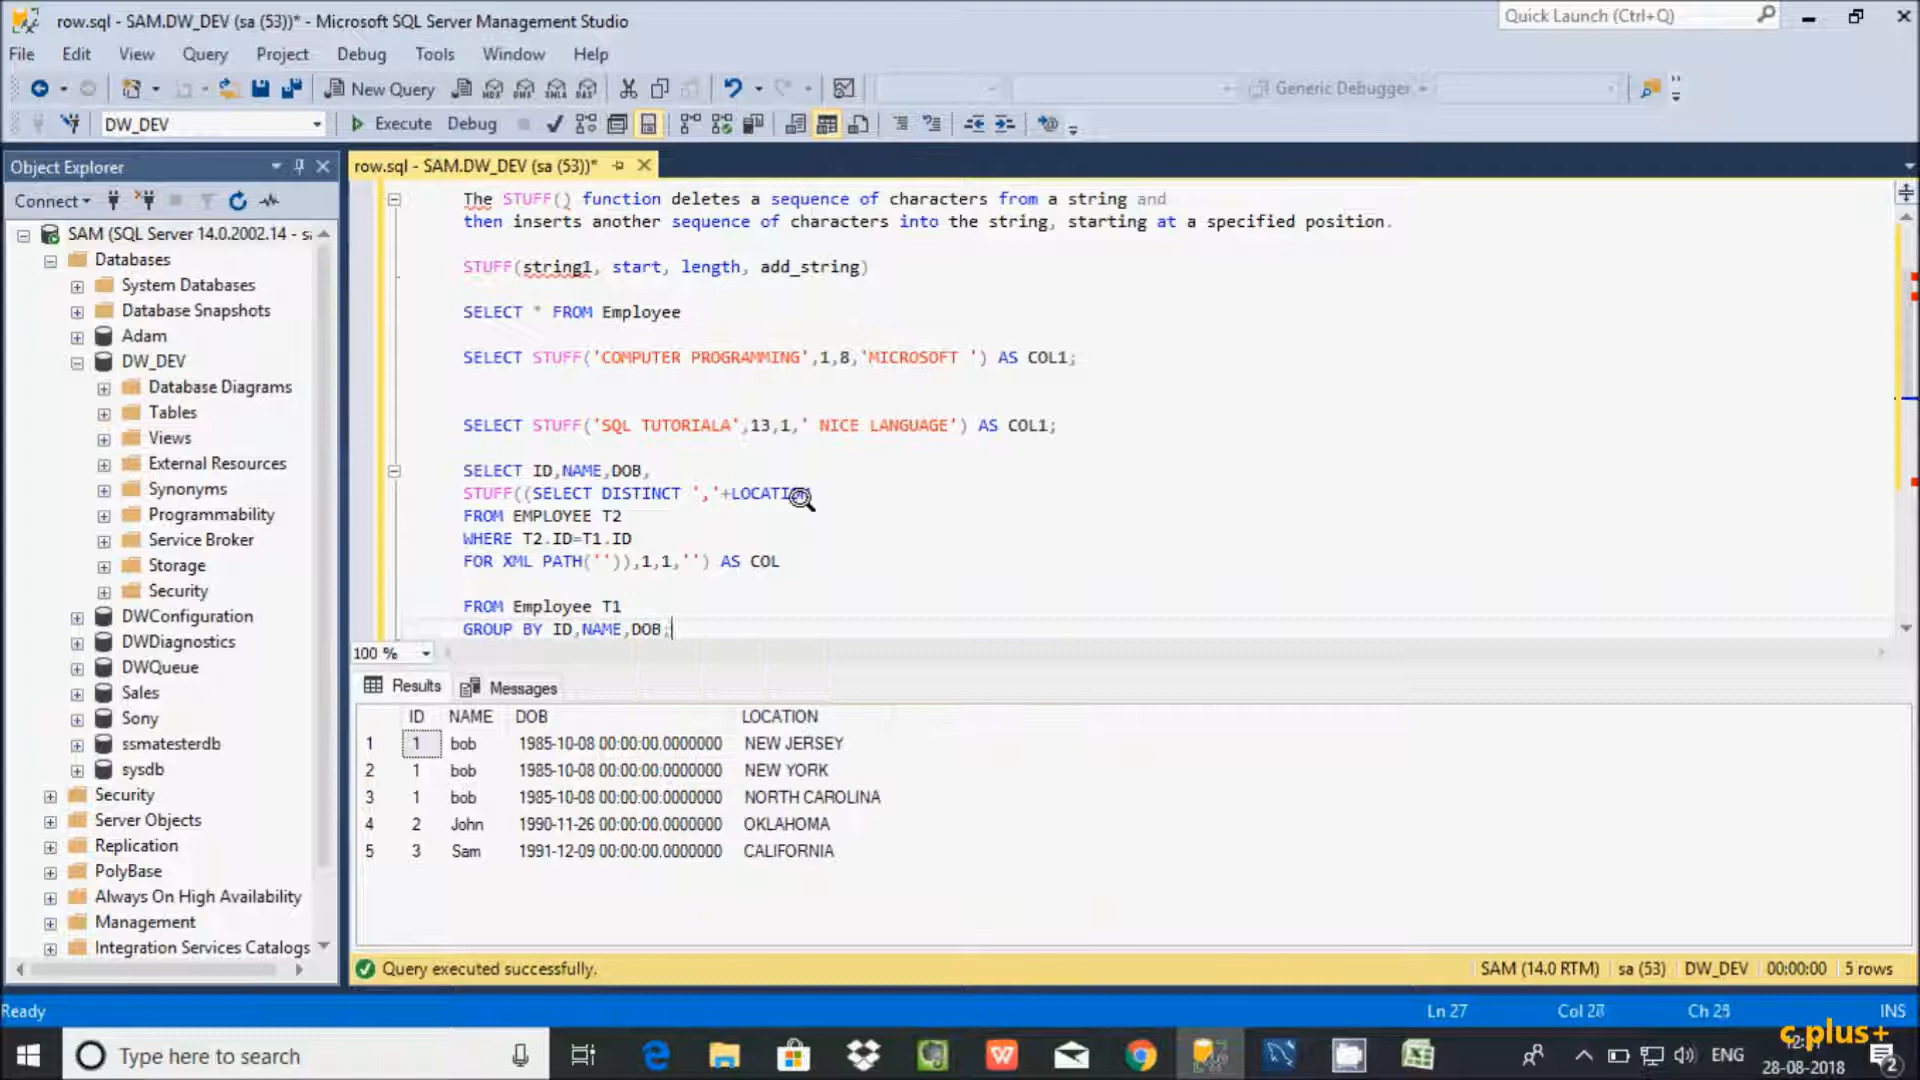 row.sql - SAM.DW_DEV (sa (53))* - Microsoft SQL Server Management Studio
Quick Launch (Ctrl+Q)
File Edit View Query Project Debug Tools Window Help
New Query
Generic Debugger
DW_DEV
Execute Debug
Object Explorer
row.sql - SAM.DW_DEV (sa (53))*
Connect
SAM (SQL Server 14.0.2002.14 - s
Databases
System Databases
Database Snapshots
Adam
DW_DEV
Database Diagrams
Tables
Views
External Resources
Synonyms
Programmability
Service Broker
Storage
Security
DWConfiguration
DWDiagnostics
DWQueue
Sales
Sony
ssmatesterdb
sysdb
Security
Server Objects
Replication
PolyBase
Always On High Availability
Management
Integration Services Catalogs
The STUFF() function deletes a sequence of characters from a string and
then inserts another sequence of characters into the string, starting at a specified position.
STUFF(string1, start, length, add_string)
SELECT * FROM Employee
SELECT STUFF('COMPUTER PROGRAMMING',1,8,'MICROSOFT ') AS COL1;
SELECT STUFF('SQL TUTORIALA',13,1,' NICE LANGUAGE') AS COL1;
SELECT ID,NAME,DOB,
STUFF((SELECT DISTINCT ','+LOCATION
FROM EMPLOYEE T2
WHERE T2.ID=T1.ID
FOR XML PATH('')),1,1,'') AS COL
FROM Employee T1
GROUP BY ID,NAME,DOB;
100 %
Results Messages
ID NAME DOB LOCATION
1 1 bob 1985-10-08 00:00:00.0000000 NEW JERSEY
2 1 bob 1985-10-08 00:00:00.0000000 NEW YORK
3 1 bob 1985-10-08 00:00:00.0000000 NORTH CAROLINA
4 2 John 1990-11-26 00:00:00.0000000 OKLAHOMA
5 3 Sam 1991-12-09 00:00:00.0000000 CALIFORNIA
Query executed successfully.
SAM (14.0 RTM) sa (53) DW_DEV 00:00:00 5 rows
Ready
Ln 27 INS
c plus+
Type here to search
ENG
28-08-2018
2